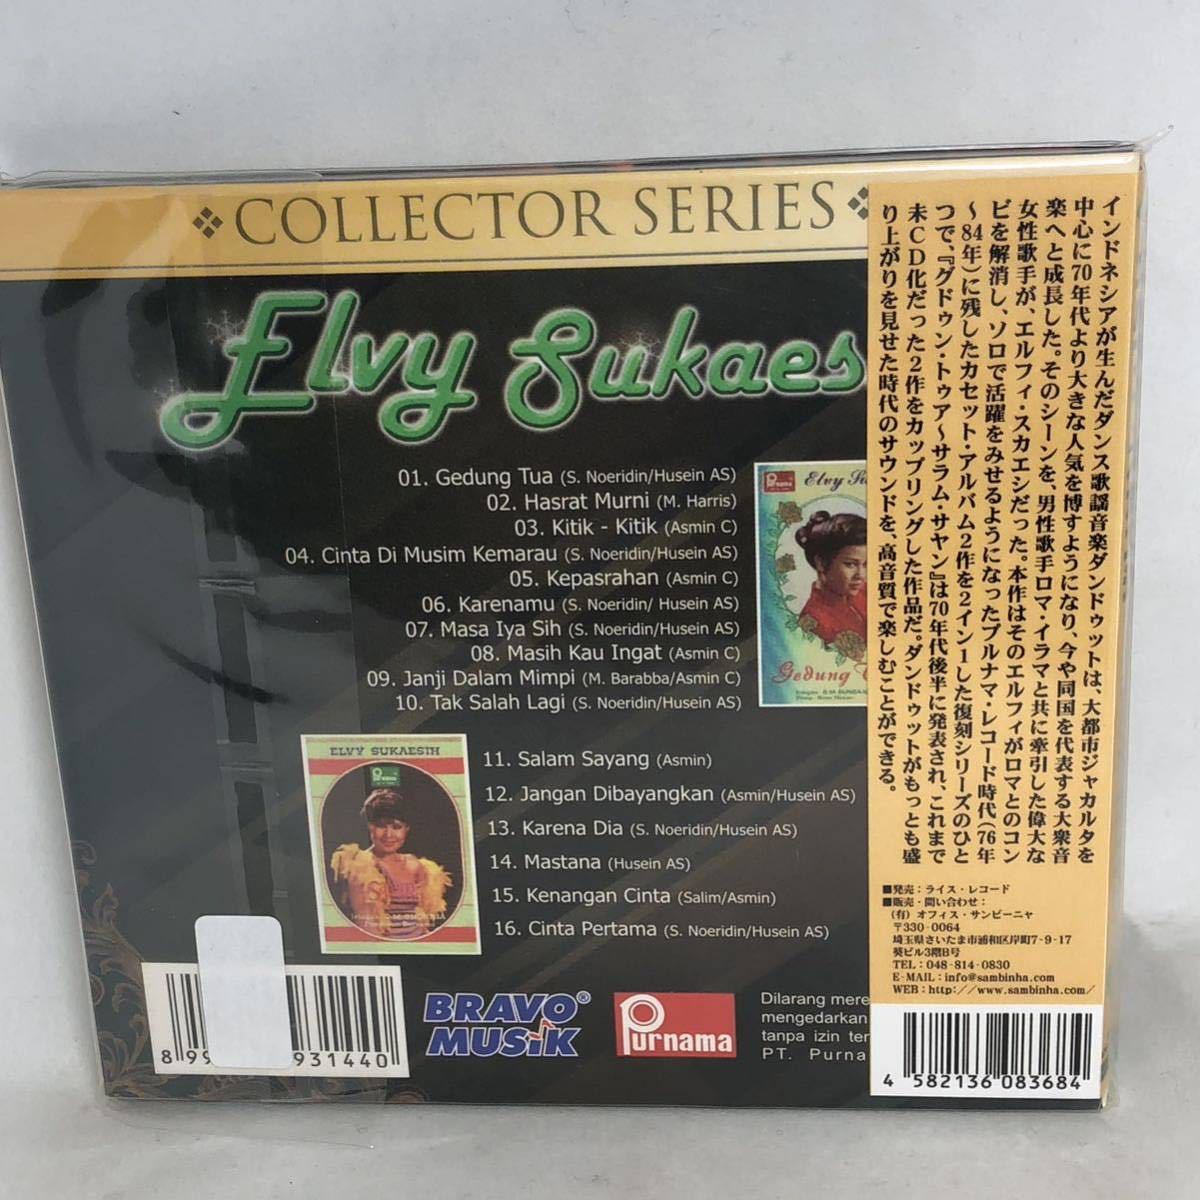 COLLECTOR SERIES
Elvy Sukaes
01. Gedung Tua (S. Noeridin/Husein AS)
02. Hasrat Murni (M. Harris)
03. Kitik - Kitik (Asmin C)
04. Cinta Di Musim Kemarau (S. Noeridin/Husein AS)
05. Kepasrahan (Asmin C)
06. Karenamu (S. Noeridin/ Husein AS)
07. Masa Iya Sih (S. Noeridin/Husein AS)
08. Masih Kau Ingat (Asmin C)
09. Janji Dalam Mimpi (M. Barabba/Asmin C)
10. Tak Salah Lagi (S. Noeridin/Husein AS)
Purnama
Elvy
Gedung
ELVY SUKAESIH
Purnama
11. Salam Sayang (Asmin)
12. Jangan Dibayangkan (Asmin/Husein AS)
13. Karena Dia (S. Noeridin/Husein AS)
14. Mastana (Husein AS)
15. Kenangan Cinta (Salim/Asmin)
16. Cinta Pertama (S. Noeridin/Husein AS)
8 99 931440
BRAVO®
MUSIK
Purnama
Dilarang mere
mengedarkan
tanpa izin ter
PT. Purna
インドネシアが生んだダンス歌謡音楽ダンドゥットは、大都市ジャカルタを
中心に70年代より大きな人気を博すようになり、今や同国を代表する大衆音
楽へと成長した。そのシーンを、男性歌手ロマ・イラマと共に牽引した偉大な
女性歌手が、エルフィ・スカエシだった。本作はそのエルフィがロマとのコン
ビを解消し、ソロで活躍をみせるようになったプルナマ・レコード時代(76年
〜84年)に残したカセット・アルバム2作を2イン1した復刻シリーズのひと
つで、『グドゥン・トゥア〜サラム・サヤン』は70年代後半に発表され、これまで
未CD化だった2作をカップリングした作品だ。ダンドゥットがもっとも盛
り上がりを見せた時代のサウンドを、高音質で楽しむことができる。
■発売：ライス・レコード
■販売・問い合わせ：
(有) オフィス・サンビーニャ
〒330-0064
埼玉県さいたま市浦和区岸町7-9-17
葵ビル3階B号
TEL: 048-814-0830
E-MAIL: info@sambinha.com
WEB: http://www.sambinha.com/
4 582136 083684